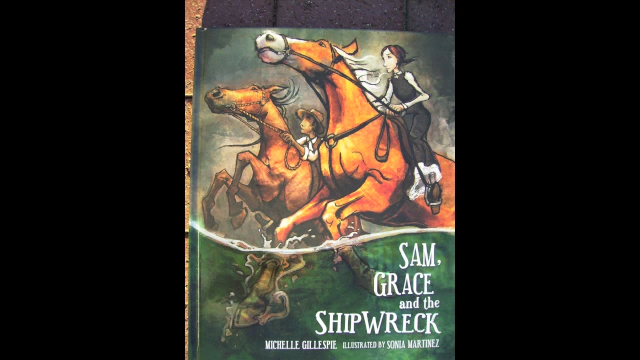 SAM,
GRACE
and the
SHIPWRECK
MICHELLE GILLESPIE ILLUSTRATED BY SONIA MARTINEZ